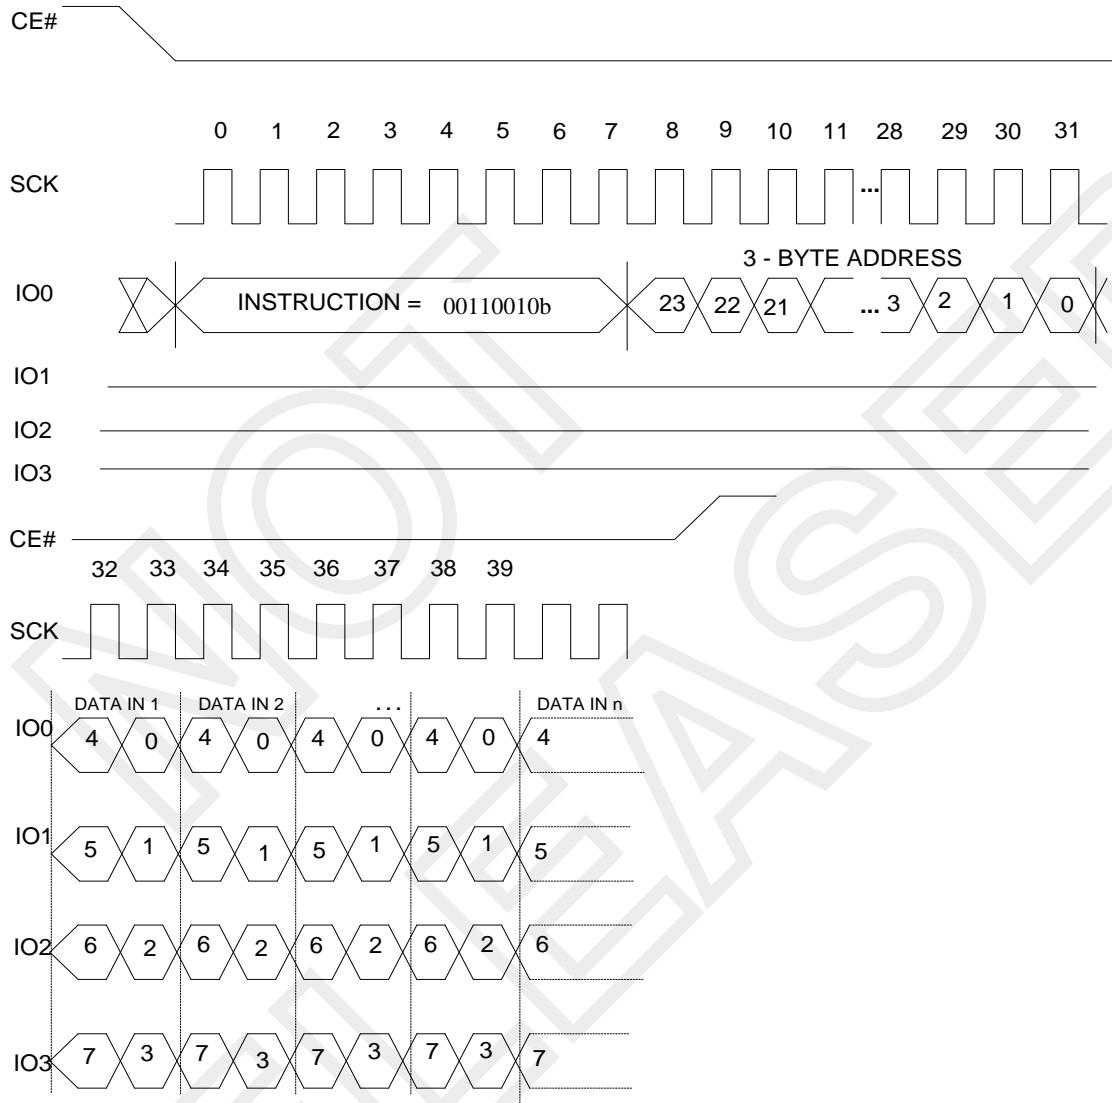 CE#
0 1 2 3 4 5 6 7 8 9 10 11 28 29 30 31
SCK ...
3 - BYTE ADDRESS
IO0 INSTRUCTION = 00110010b 23 22 21 ... 3 2 1 0
IO1
IO2
IO3
CE#
32 33 34 35 36 37 38 39
SCK
DATA IN 1 DATA IN 2 ... DATA IN n
IO0 4 0 4 0 4 0 4 0 4
IO1 5 1 5 1 5 1 5 1 5
IO2 6 2 6 2 6 2 6 2 6
IO3 7 3 7 3 7 3 7 3 7